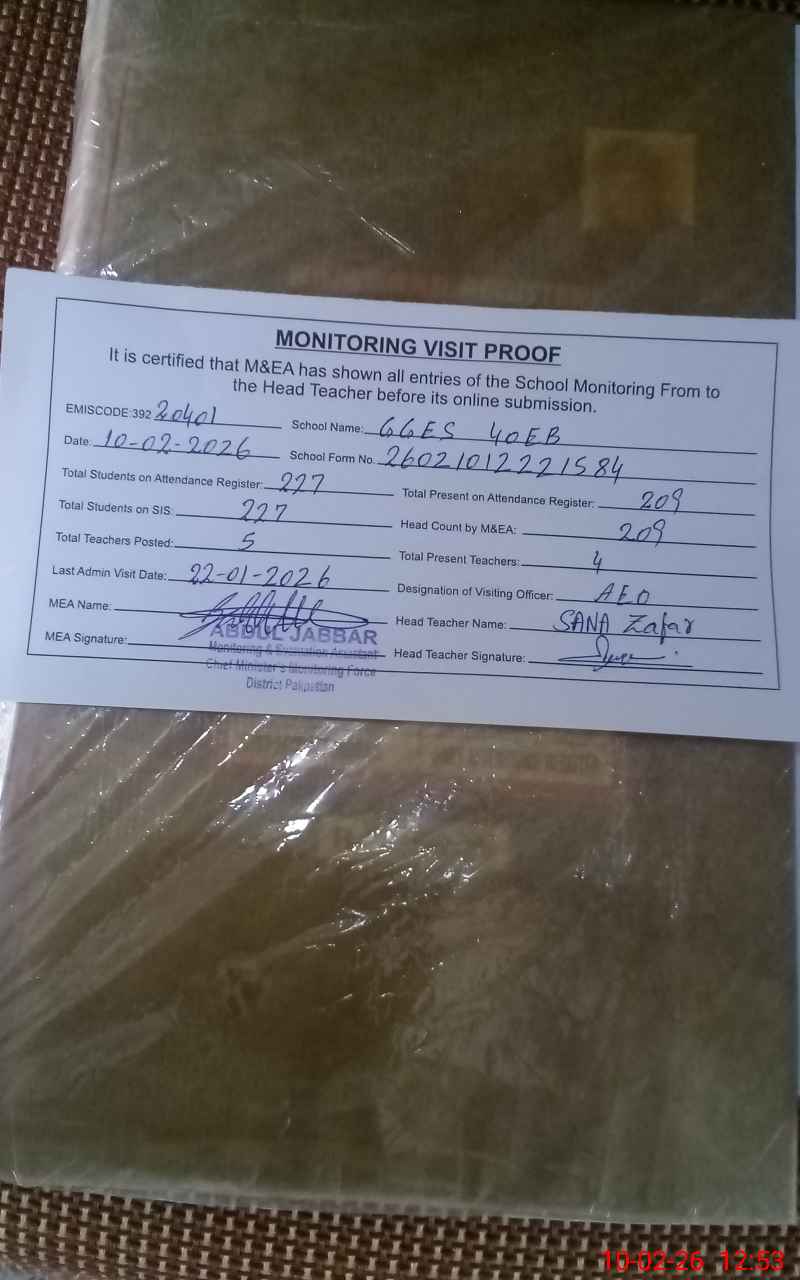 MONITORING VISIT PROOF
It is certified that M&EA has shown all entries of the School Monitoring From to
the Head Teacher before its online submission.
EMISCODE:392 20401 School Name: GGES 40EB
Date: 10-02-2026 School Form No. 26021012221584
Total Students on Attendance Register: 227 Total Present on Attendance Register: 209
Total Students on SIS: 227 Head Count by M&EA: 209
Total Teachers Posted: 5 Total Present Teachers: 4
Last Admin Visit Date: 22-01-2026 Designation of Visiting Officer: AEO
MEA Name: Head Teacher Name: SANA Zafar
MEA Signature: Head Teacher Signature:
ABDUL JABBAR
Monitoring & Evaluation Assistant
Chief Minister's Monitoring Force
District Pakpattan
10-02-26 12:53